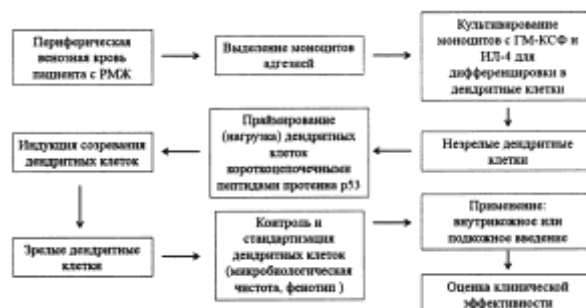 Периферическая
венозная кровь
пациента с РМЖ
Выделение моноцитов
адгезией
Культивирование
моноцитов с ГМ-КСФ и
ИЛ-4 для
дифференцировки в
дендритные клетки
Незрелые дендритные
клетки
Праймирование
(нагрузка) дендритных
клеток
короткоцепочечными
пептидами протеина p53
Индукция созревания
дендритных клеток
Зрелые дендритные
клетки
Контроль и
стандартизация
дендритных клеток
(микробиологическая
чистота, фенотип )
Применение:
внутрикожное или
подкожное введение
Оценка клинической
эффективности